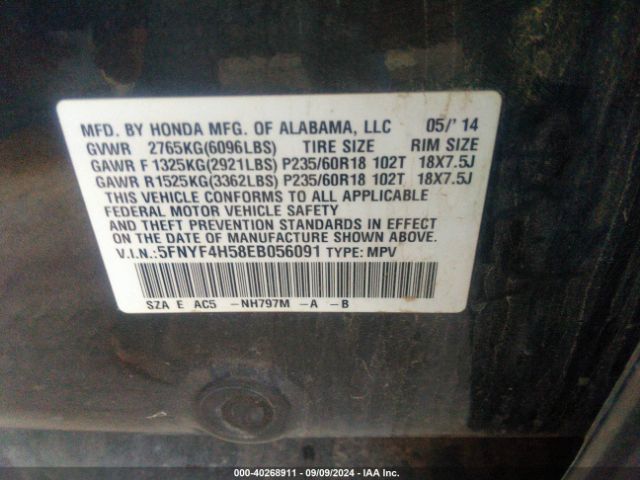 MFD. BY HONDA MFG. OF ALABAMA, LLC 05/'14
GVWR 2765KG(6096LBS) TIRE SIZE RIM SIZE
GAWR F 1325KG(2921LBS) P235/60R18 102T 18X7.5J
GAWR R1525KG(3362LBS) P235/60R18 102T 18X7.5J
THIS VEHICLE CONFORMS TO ALL APPLICABLE
FEDERAL MOTOR VEHICLE SAFETY
AND THEFT PREVENTION STANDARDS IN EFFECT
ON THE DATE OF MANUFACTURE SHOWN ABOVE.
V.I.N.:5FNYF4H58EB056091 TYPE: MPV
SZA E AC5 -NH797M -A -B
000-40268911 - 09/09/2024 - IAA Inc.